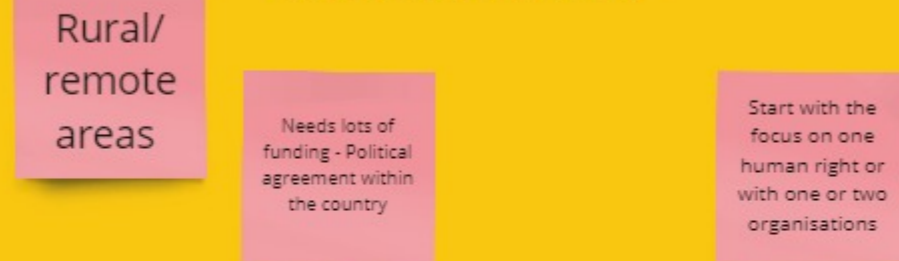 Rural/
remote
areas
Needs lots of
funding - Political
agreement within
the country
Start with the
focus on one
human right or
with one or two
organisations